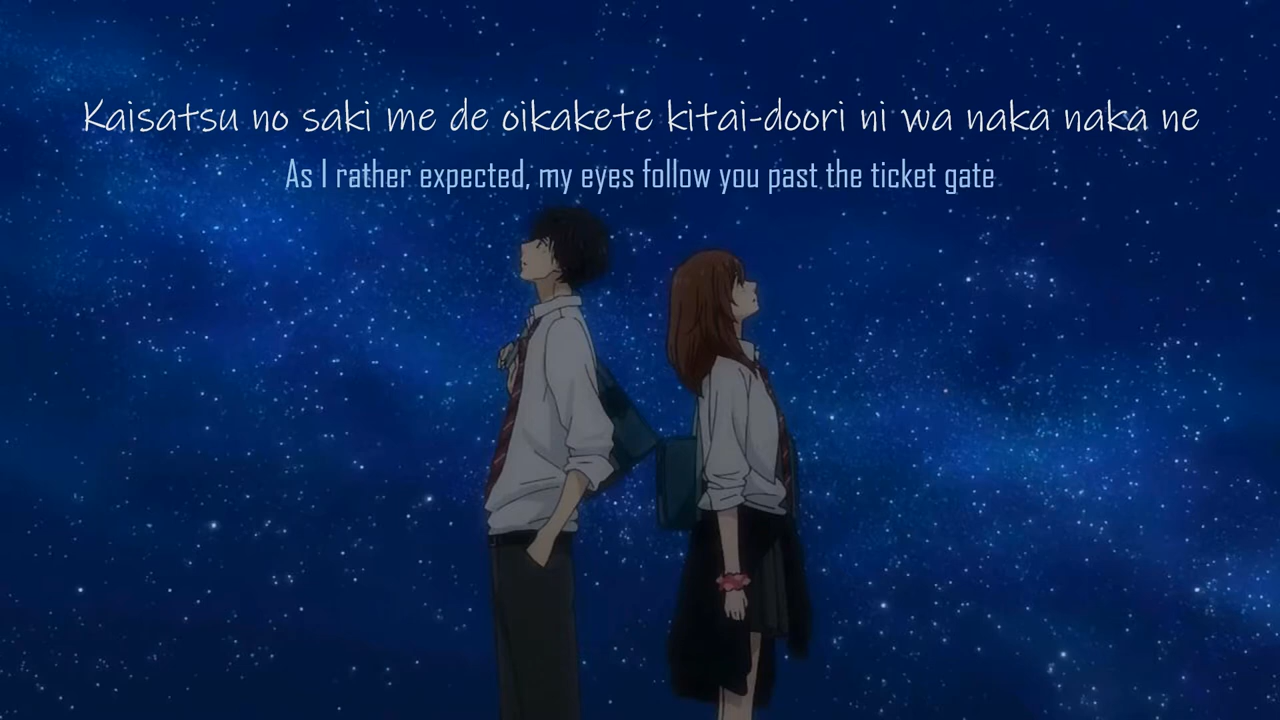 Kaisatsu no saki me de oikakete kitai-doori ni wa naka naka ne
As I rather expected, my eyes follow you past the ticket gate